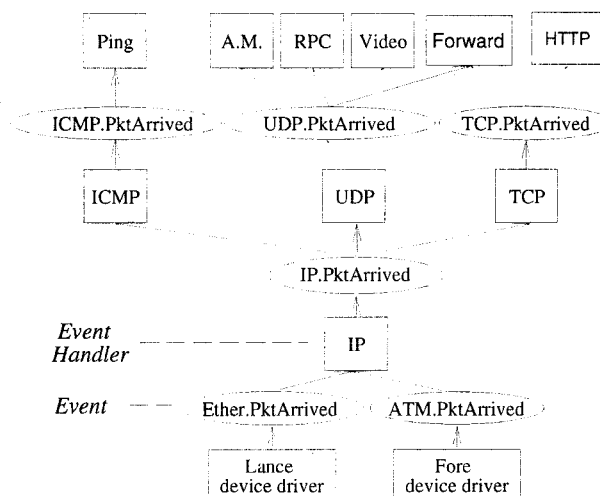 Ping
A.M.
RPC
Video
Forward
HTTP
ICMP.PktArrived
UDP.PktArrived
TCP.PktArrived
ICMP
UDP
TCP
IP.PktArrived
Event
Handler
IP
Event
Ether.PktArrived
ATM.PktArrived
Lance
device driver
Fore
device driver